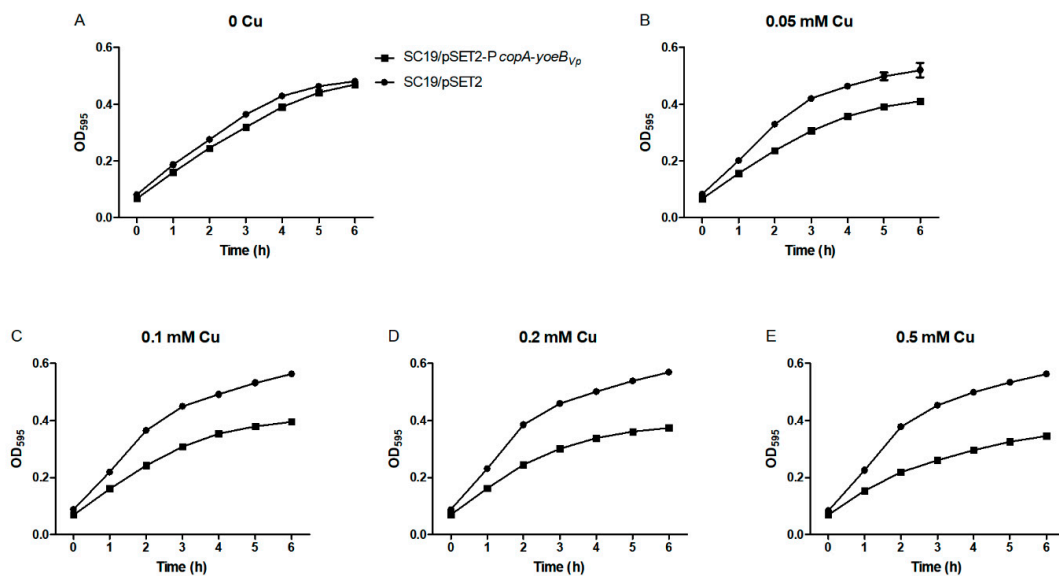 A
0 Cu
0.6
0.4
0.2
0.0
OD595
0 1 2 3 4 5 6
Time (h)
SC19/pSET2-P copA-yoeBVp
SC19/pSET2
B
0.05 mM Cu
0.6
0.4
0.2
0.0
OD595
0 1 2 3 4 5 6
Time (h)
C
0.1 mM Cu
0.6
0.4
0.2
0.0
OD595
0 1 2 3 4 5 6
Time (h)
D
0.2 mM Cu
0.6
0.4
0.2
0.0
OD595
0 1 2 3 4 5 6
Time (h)
E
0.5 mM Cu
0.6
0.4
0.2
0.0
OD595
0 1 2 3 4 5 6
Time (h)